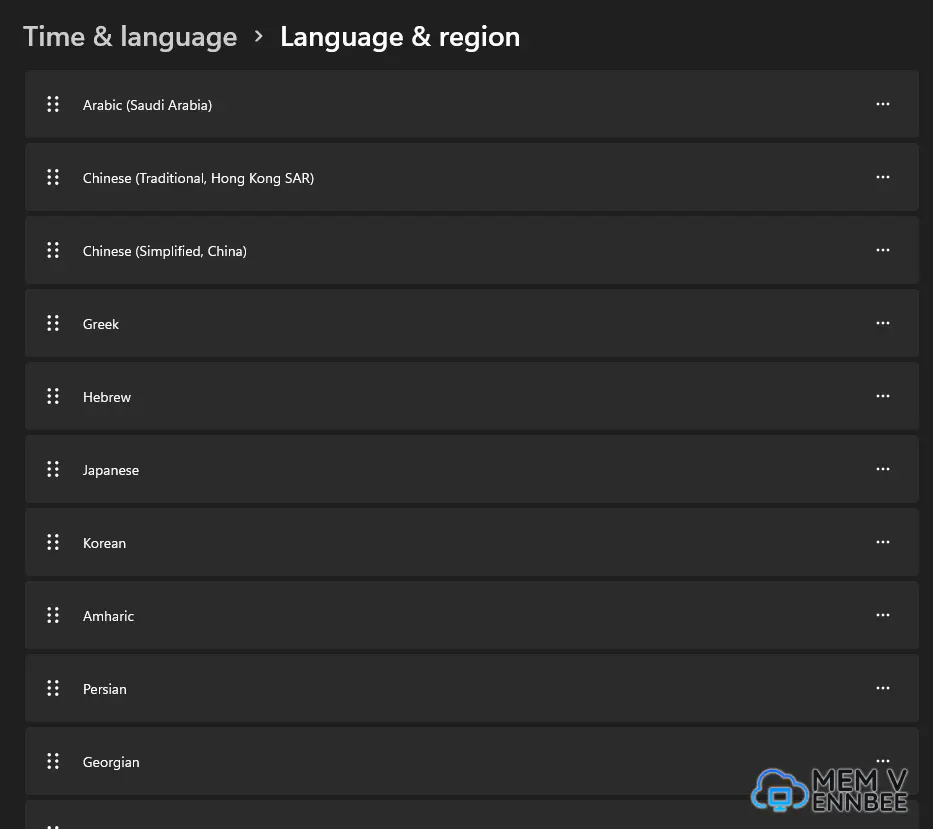 Time & language > Language & region
Arabic (Saudi Arabia)
Chinese (Traditional, Hong Kong SAR)
Chinese (Simplified, China)
Greek
Hebrew
Japanese
Korean
Amharic
Persian
Georgian
MEM V
ENNBEE